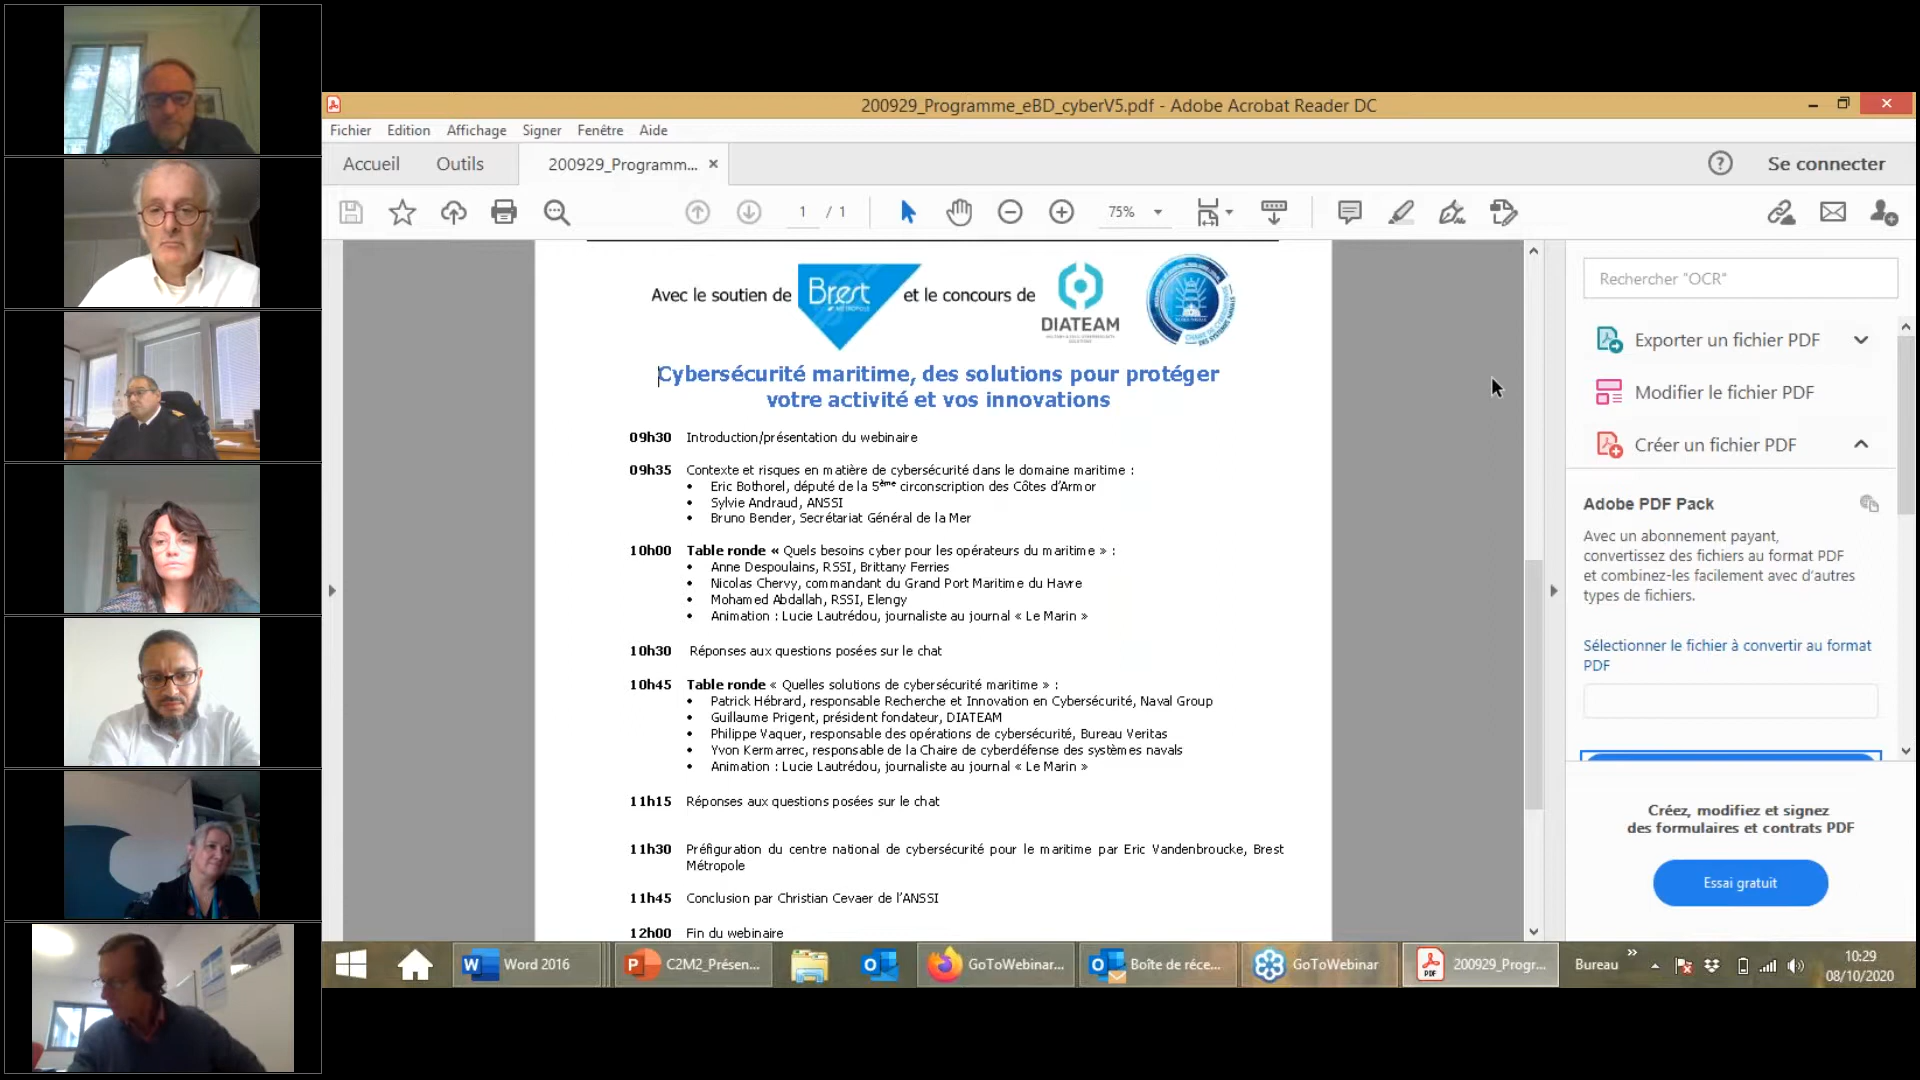 200929_Programme_eBD_cyberV5.pdf - Adobe Acrobat Reader DC
Fichier Edition Affichage Signer Fenêtre Aide
Accueil Outils 200929_Programm... × ? Se connecter
1 / 1 75%
Avec le soutien de Brest MÉTROPOLE et le concours de DIATEAM
Cybersécurité maritime, des solutions pour protéger
votre activité et vos innovations
09h30 Introduction/présentation du webinaire
09h35 Contexte et risques en matière de cybersécurité dans le domaine maritime :
• Eric Bothorel, député de la 5ème circonscription des Côtes d'Armor
• Sylvie Andraud, ANSSI
• Bruno Bender, Secrétariat Général de la Mer
10h00 Table ronde « Quels besoins cyber pour les opérateurs du maritime » :
• Anne Despoulains, RSSI, Brittany Ferries
• Nicolas Chervy, commandant du Grand Port Maritime du Havre
• Mohamed Abdallah, RSSI, Elengy
• Animation : Lucie Lautrédou, journaliste au journal « Le Marin »
10h30 Réponses aux questions posées sur le chat
10h45 Table ronde « Quelles solutions de cybersécurité maritime » :
• Patrick Hébrard, responsable Recherche et Innovation en Cybersécurité, Naval Group
• Guillaume Prigent, président fondateur, DIATEAM
• Philippe Vaquer, responsable des opérations de cybersécurité, Bureau Veritas
• Yvon Kermarrec, responsable de la Chaire de cyberdéfense des systèmes navals
• Animation : Lucie Lautrédou, journaliste au journal « Le Marin »
11h15 Réponses aux questions posées sur le chat
11h30 Préfiguration du centre national de cybersécurité pour le maritime par Eric Vandenbroucke, Brest
Métropole
11h45 Conclusion par Christian Cevaer de l'ANSSI
12h00 Fin du webinaire
Rechercher "OCR"
Exporter un fichier PDF
Modifier le fichier PDF
Créer un fichier PDF
Adobe PDF Pack
Avec un abonnement payant,
convertissez des fichiers au format PDF
et combinez-les facilement avec d'autres
types de fichiers.
Sélectionner le fichier à convertir au format
PDF
Créez, modifiez et signez
des formulaires et contrats PDF
Essai gratuit
Word 2016 C2M2_Présen... GoToWebinar... Boîte de réce... GoToWebinar 200929_Progr... Bureau » 10:29
08/10/2020